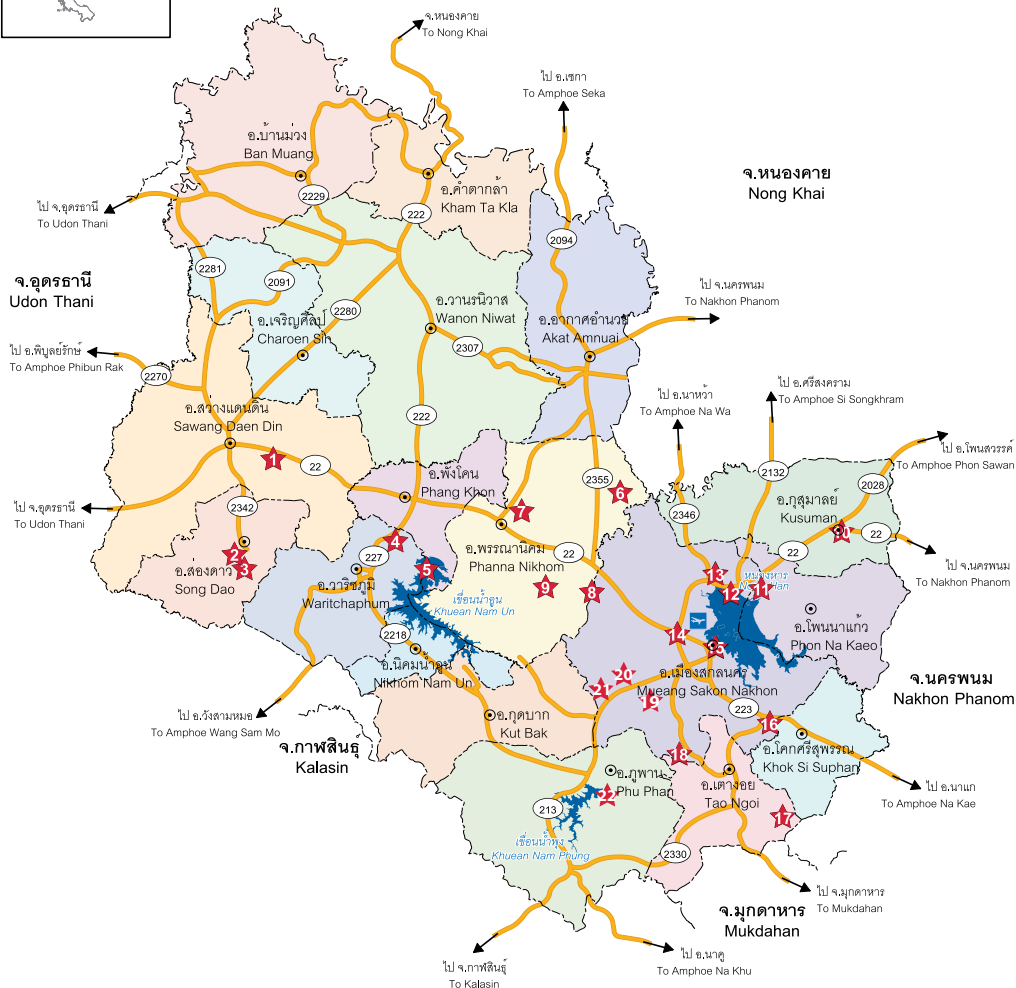 จ.หนองคาย
To Nong Khai
ไป อ.เซกา
To Amphoe Seka
อ.บ้านม่วง
Ban Muang
อ.คำตากล้า
Kham Ta Kla
จ.หนองคาย
Nong Khai
2229
222
ไป จ.อุดรธานี
To Udon Thani
2094
2281
2091
จ.อุดรธานี
Udon Thani
ไป จ.นครพนม
To Nakhon Phanom
อ.วานรนิวาส
Wanon Niwat
2280
อ.เจริญศิลป์
Charoen Sin
อ.อากาศอำนวย
Akat Amnuai
2307
ไป อ.พิบูลย์รักษ์
To Amphoe Phibun Rak
2270
ไป อ.ศรีสงคราม
To Amphoe Si Songkhram
ไป อ.นาหว้า
To Amphoe Na Wa
อ.สว่างแดนดิน
Sawang Daen Din
222
ไป อ.โพนสวรรค์
To Amphoe Phon Sawan
1
22
อ.พังโคน
Phang Khon
2355
2132
2028
6
ไป จ.อุดรธานี
To Udon Thani
2342
7
2346
อ.กุสุมาลย์
Kusuman
10
22
22
ไป จ.นครพนม
To Nakhon Phanom
2
3
อ.ส่องดาว
Song Dao
4
227
5
อ.พรรณานิคม
Phanna Nikhom
22
อ.วาริชภูมิ
Waritchaphum
เขื่อนน้ำอูน
Khuean Nam Un
9
8
13
หนองหาร
12
11
อ.โพนนาแก้ว
Phon Na Kaeo
2218
อ.นิคมน้ำอูน
Nikhom Nam Un
14
15
อ.เมืองสกลนคร
Mueang Sakon Nakhon
จ.นครพนม
Nakhon Phanom
20
21
19
223
16
ไป อ.วังสามหมอ
To Amphoe Wang Sam Mo
อ.กุดบาก
Kut Bak
จ.กาฬสินธุ์
Kalasin
อ.โคกศรีสุพรรณ
Khok Si Suphan
18
อ.ภูพาน
Phu Phan
อ.เต่างอย
Tao Ngoi
ไป อ.นาแก
To Amphoe Na Kae
22
213
17
เขื่อนน้ำพุง
Khuean Nam Phung
2330
ไป จ.มุกดาหาร
To Mukdahan
จ.มุกดาหาร
Mukdahan
ไป จ.กาฬสินธุ์
To Kalasin
ไป อ.นาคู
To Amphoe Na Khu